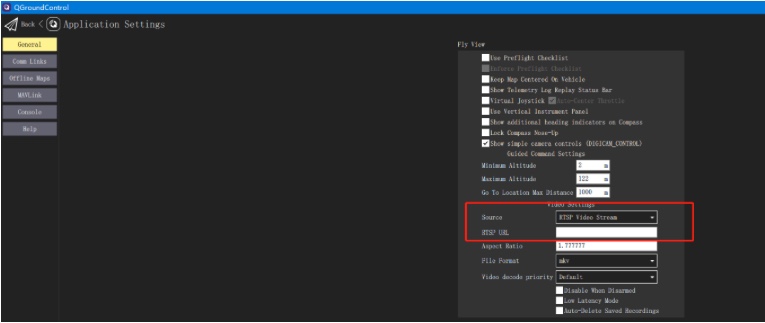 QGroundControl
Back < Application Settings
General
Comm Links
Offline Maps
MAVLink
Console
Help
Fly View
Use Preflight Checklist
Enforce Preflight Checklist
Keep Map Centered On Vehicle
Show Telemetry Log Replay Status Bar
Virtual Joystick Auto-Center Throttle
Use Vertical Instrument Panel
Show additional heading indicators on Compass
Lock Compass Nose-Up
Show simple camera controls (DIGICAM_CONTROL)
Guided Command Settings
Minimum Altitude 2 m
Maximum Altitude 122 m
Go To Location Max Distance 1000 m
Video Settings
Source RTSP Video Stream
RTSP URL
Aspect Ratio 1.777777
File Format mkv
Video decode priority Default
Disable When Disarmed
Low Latency Mode
Auto-Delete Saved Recordings